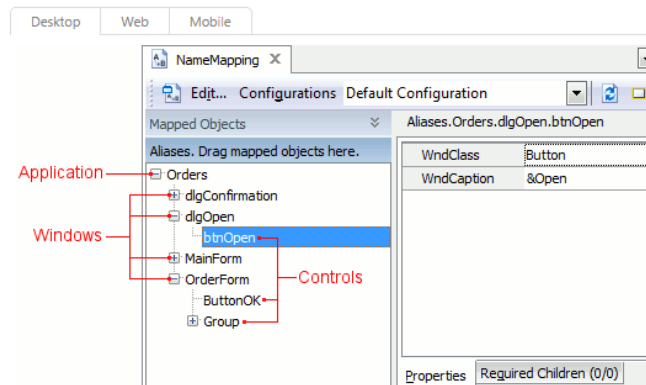 Desktop Web Mobile
NameMapping X
Edit... Configurations Default Configuration
Mapped Objects
Aliases.Orders.dlgOpen.btnOpen
Aliases. Drag mapped objects here.
WndClass Button
WndCaption &Open
Application
Orders
dlgConfirmation
dlgOpen
Windows
btnOpen
MainForm
Controls
OrderForm
ButtonOK
Group
Properties Required Children (0/0)